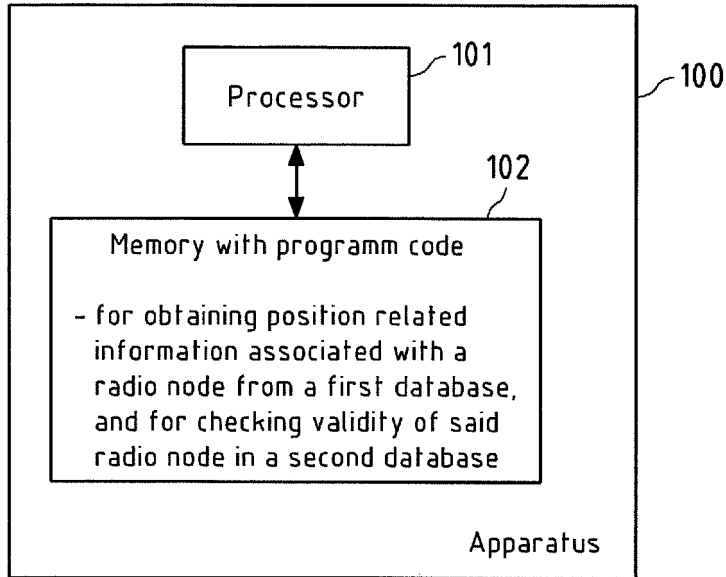 101
100
Processor
102
Memory with programm code
- for obtaining position related
information associated with a
radio node from a first database,
and for checking validity of said
radio node in a second database
Apparatus